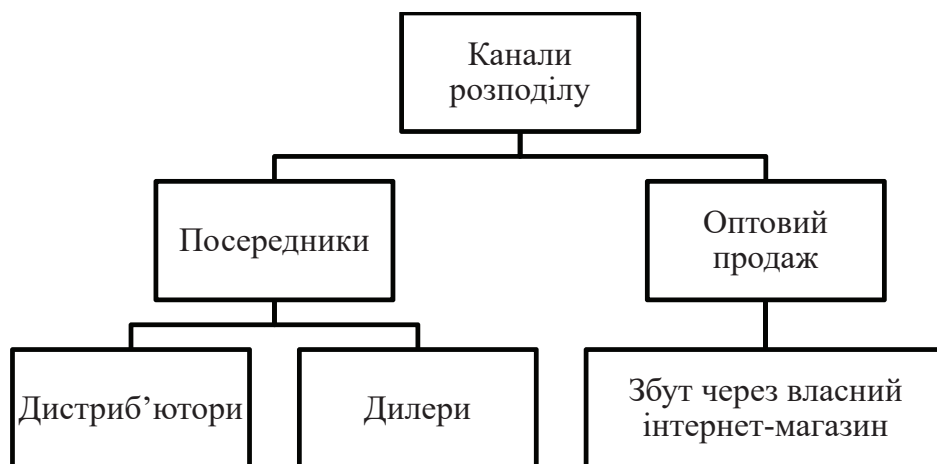 Канали
розподілу
Посередники
Оптовий
продаж
Дистриб’ютори
Дилери
Збут через власний
інтернет-магазин